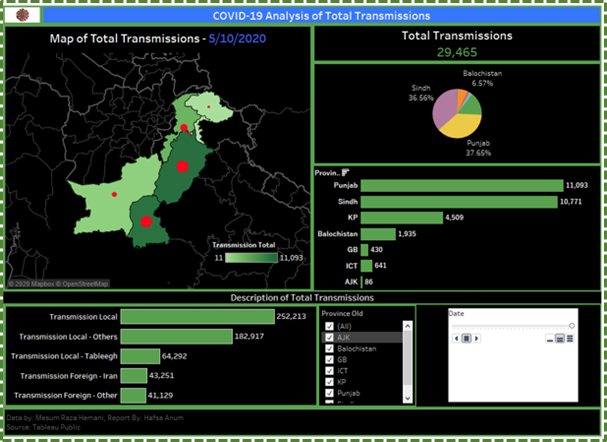 COVID-19 Analysis of Total Transmissions
Map of Total Transmissions - 5/10/2020
Total Transmissions
29,465
Balochistan
6.57%
Sindh
36.56%
Punjab
37.65%
Transmission Total
11
11,093
© 2020 Mapbox © OpenStreetMap
Provin..
Punjab 11,093
Sindh 10,771
KP 4,509
Balochistan 1,935
GB 430
ICT 641
AJK 86
Description of Total Transmissions
Transmission Local 252,213
Transmission Local - Others 182,917
Transmission Local - Tableegh 64,292
Transmission Foreign - Iran 43,251
Transmission Foreign - Other 41,129
Province Old
(All)
AJK
Balochistan
GB
ICT
KP
Punjab
Date
Data by: Mesum Raza Hemani, Report By: Hafsa Anum
Source: Tableau Public